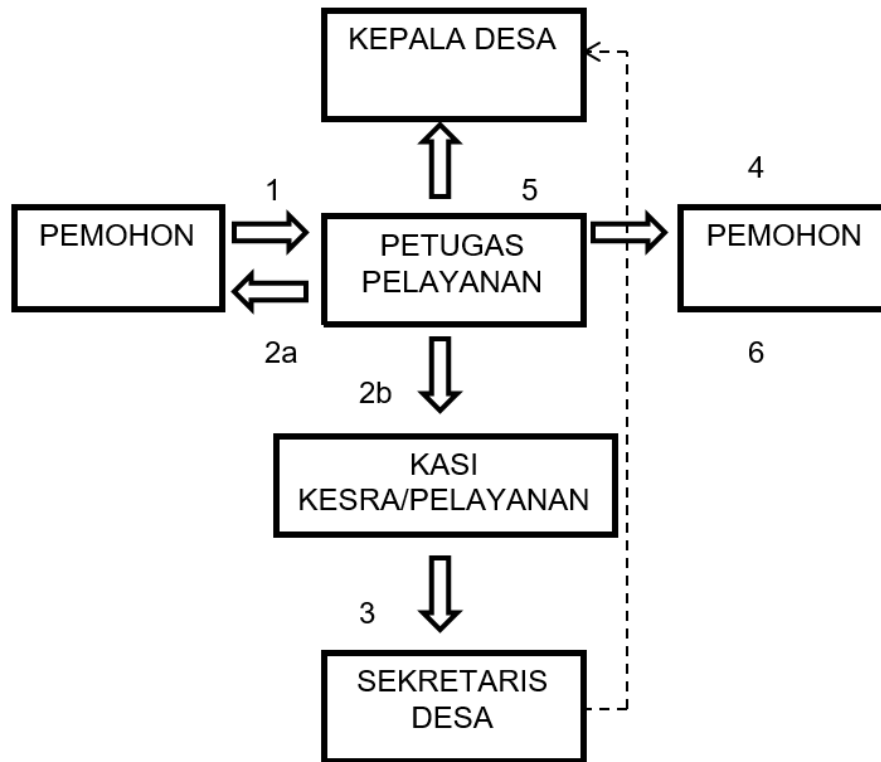 KEPALA DESA
1
5
4
PEMOHON
PETUGAS
PELAYANAN
PEMOHON
2a
2b
6
KASI
KESRA/PELAYANAN
3
SEKRETARIS
DESA